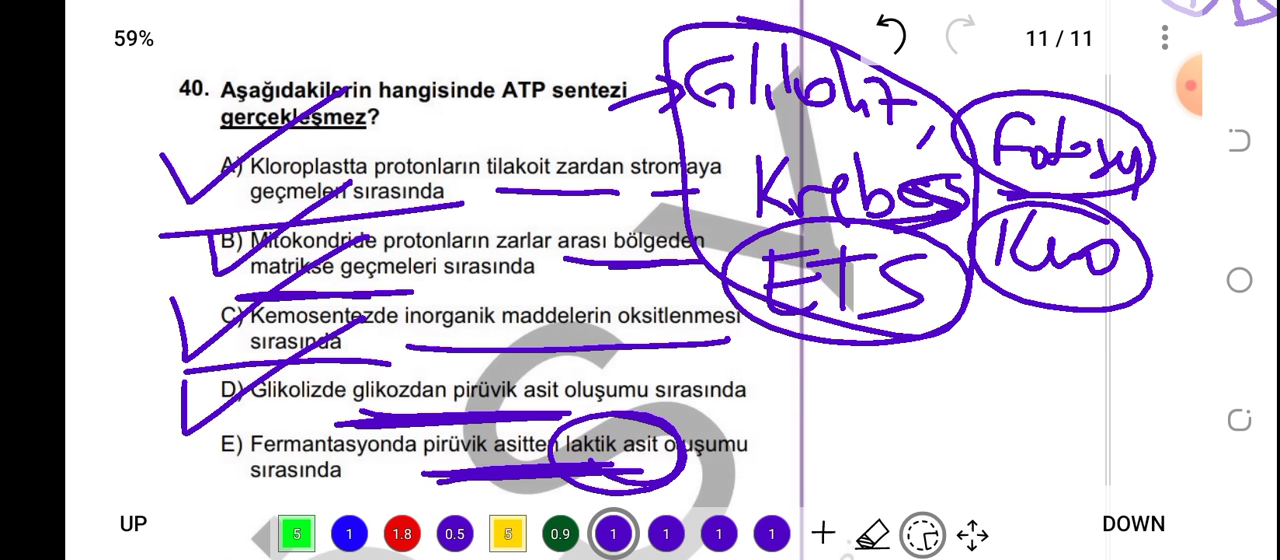 59%
11 / 11
40. Aşağıdakilerin hangisinde ATP sentezi
gerçekleşmez?
A) Kloroplastta protonların tilakoit zardan stromaya
geçmeleri sırasında
B) Mitokondride protonların zarlar arası bölgeden
matrikse geçmeleri sırasında
C) Kemosentezde inorganik maddelerin oksitlenmesi
sırasında
D) Glikolizde glikozdan pirüvik asit oluşumu sırasında
E) Fermantasyonda pirüvik asitten laktik asit oluşumu
sırasında
Krebs
ETS
UP
5
1
1.8
0.5
5
0.9
1
1
1
1
DOWN